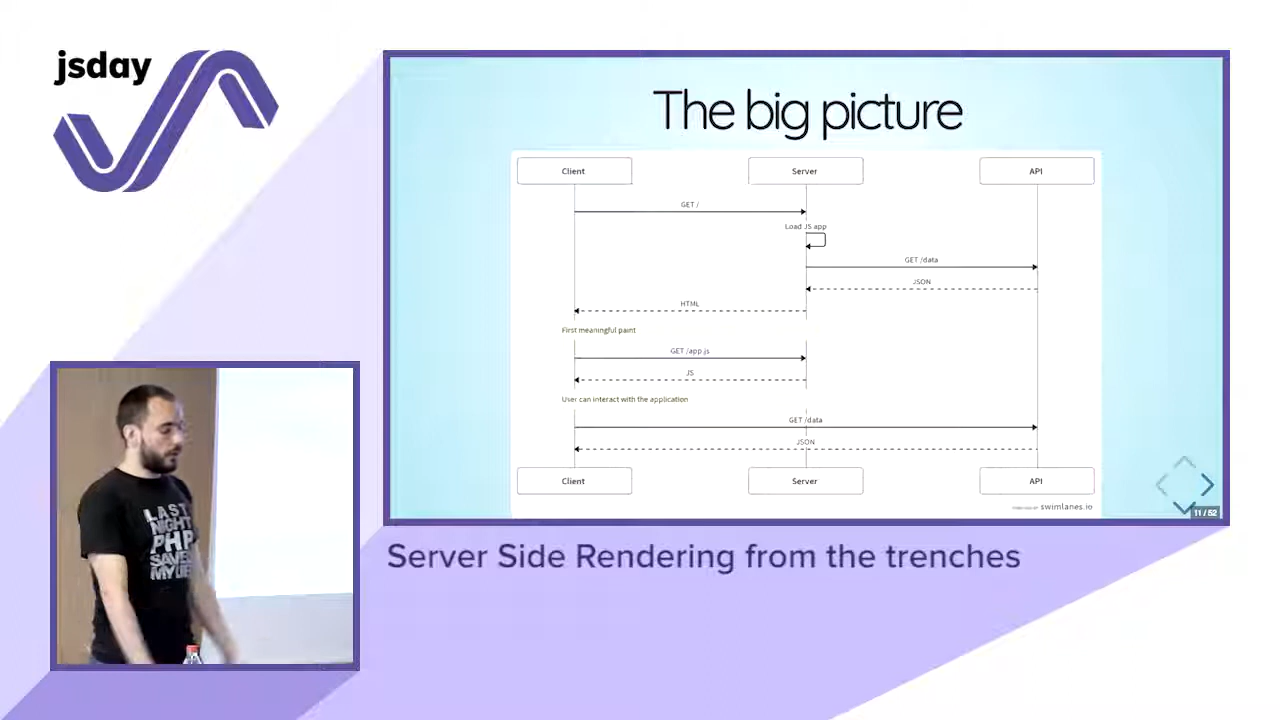 jsday
The big picture
Client
Server
API
GET /
Load JS app
GET /data
JSON
HTML
First meaningful paint
GET /app.js
JS
User can interact with the application
GET /data
JSON
Client
Server
API
swimlanes.io
11 / 52
LAST
NIGHT
PHP
SAVED
MY LIFE
Server Side Rendering from the trenches